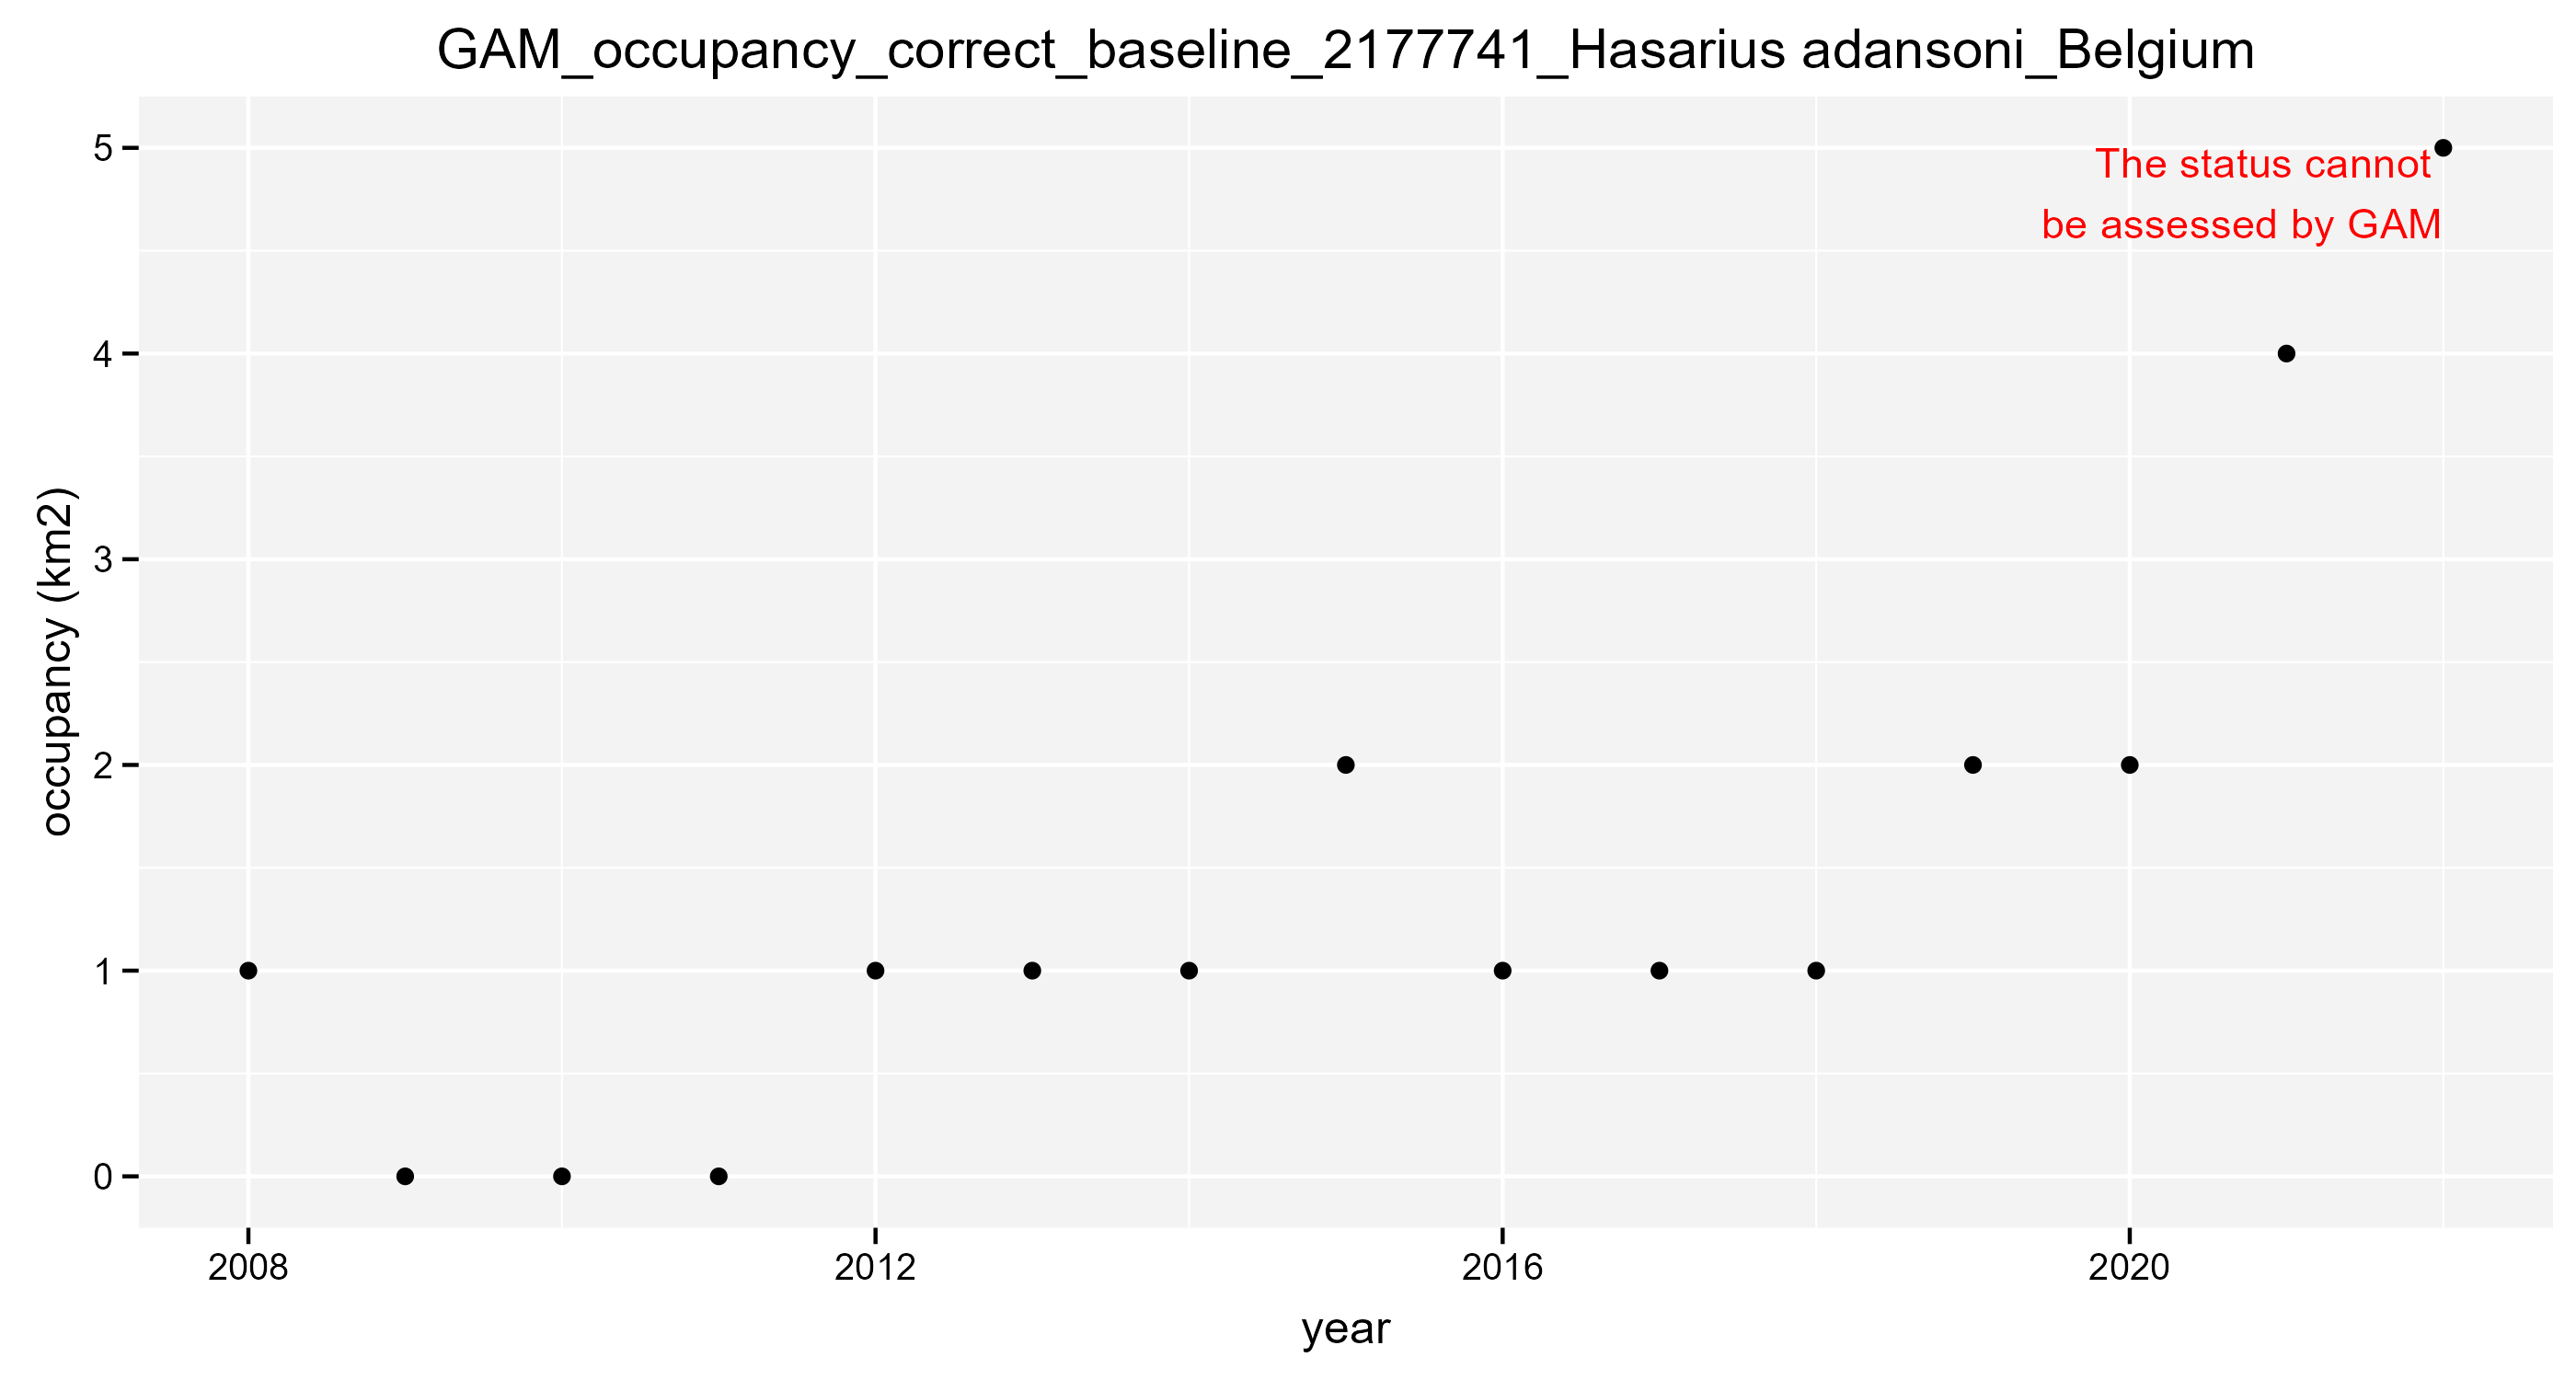 GAM_occupancy_correct_baseline_2177741_Hasarius adansoni_Belgium
5
The status cannot
be assessed by GAM
4
3
occupancy (km2)
2
1
0
2008 2012 2016 2020
year